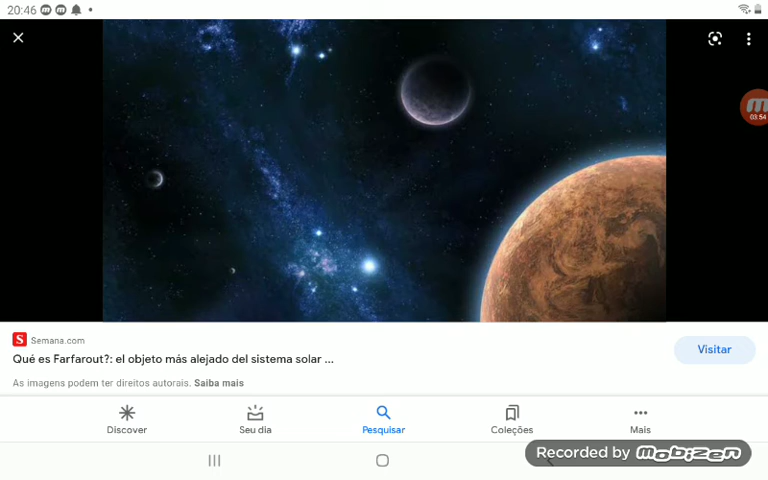 20:46
03:54
Semana.com
Qué es Farfarout?: el objeto más alejado del sistema solar ...
As imagens podem ter direitos autorais. Saiba mais
Visitar
Discover
Seu dia
Pesquisar
Coleções
Mais
Recorded by mobizen